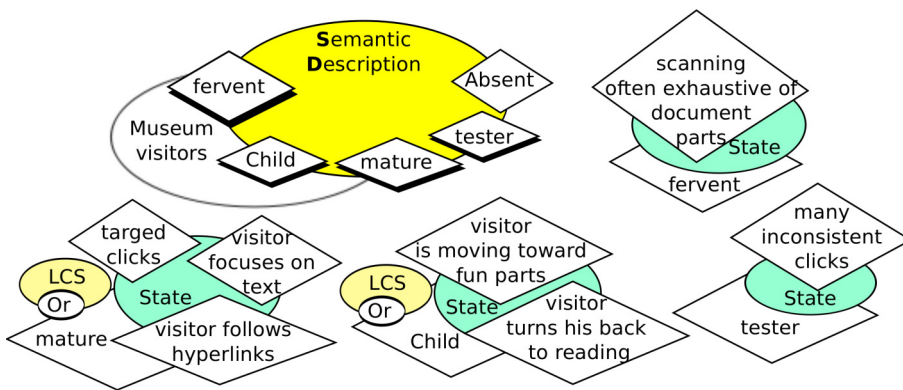 Semantic
Description
fervent
Absent
Museum
visitors
Child
mature
tester
scanning
often exhaustive of
document
parts
State
fervent
targed
clicks
visitor
focuses on
text
LCS
Or
State
mature
visitor follows
hyperlinks
visitor
is moving toward
fun parts
LCS
Or
State
Child
visitor
turns his back
to reading
many
inconsistent
clicks
State
tester